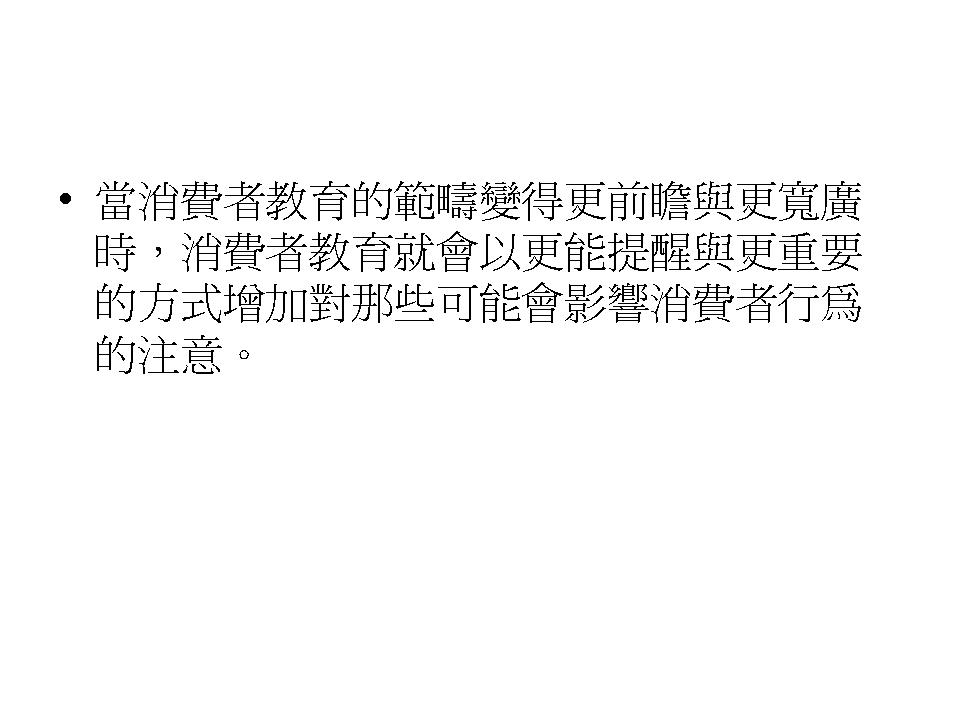 • 當消費者教育的範疇變得更前瞻與更寬廣
時，消費者教育就會以更能提醒與更重要
的方式增加對那些可能會影響消費者行為
的注意。